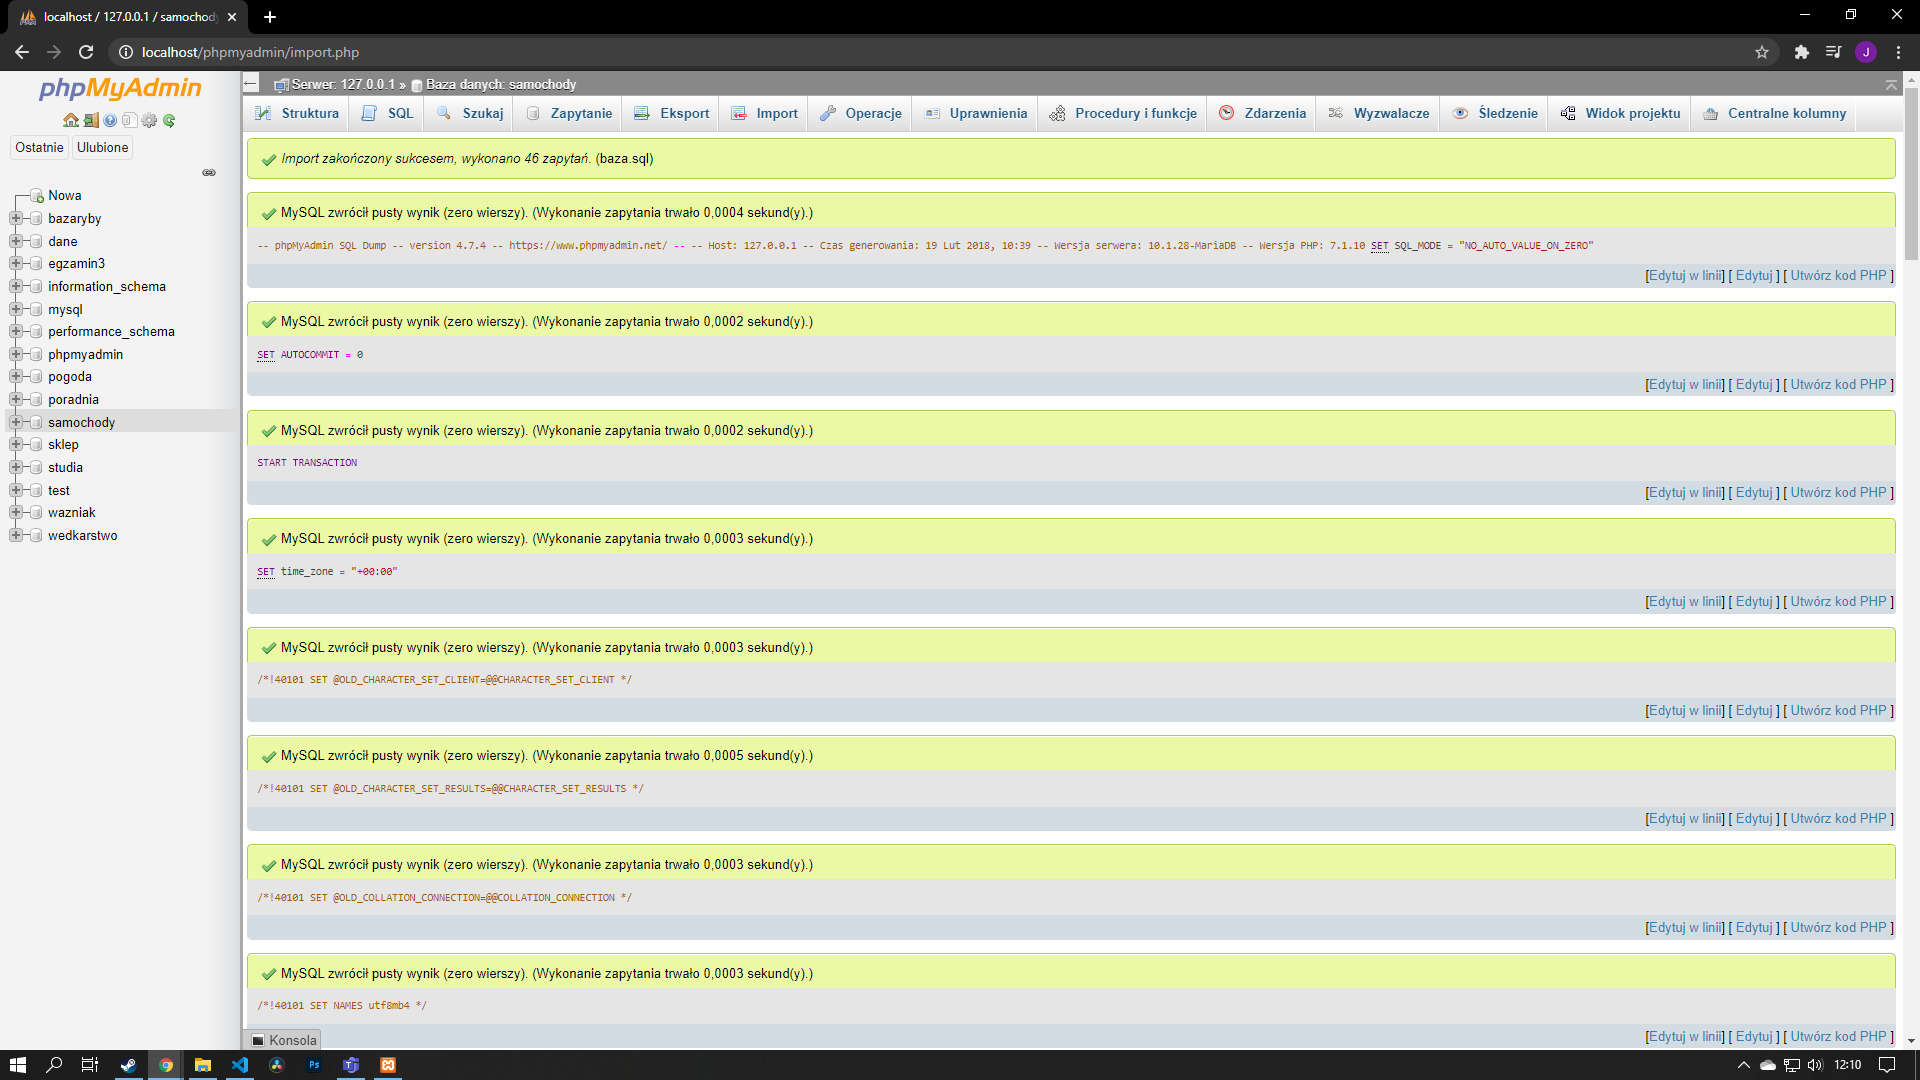 localhost / 127.0.0.1 / samochody
localhost/phpmyadmin/import.php
J
phpMyAdmin
Ostatnie
Ulubione
Nowa
bazaryby
dane
egzamin3
information_schema
mysql
performance_schema
phpmyadmin
pogoda
poradnia
samochody
sklep
studia
test
wazniak
wedkarstwo
Serwer: 127.0.0.1 » Baza danych: samochody
Struktura SQL Szukaj Zapytanie Eksport Import Operacje Uprawnienia Procedury i funkcje Zdarzenia Wyzwalacze Śledzenie Widok projektu Centralne kolumny
Import zakończony sukcesem, wykonano 46 zapytań. (baza.sql)
MySQL zwrócił pusty wynik (zero wierszy). (Wykonanie zapytania trwało 0,0004 sekund(y).)
-- phpMyAdmin SQL Dump -- version 4.7.4 -- https://www.phpmyadmin.net/ -- -- Host: 127.0.0.1 -- Czas generowania: 19 Lut 2018, 10:39 -- Wersja serwera: 10.1.28-MariaDB -- Wersja PHP: 7.1.10 SET SQL_MODE = "NO_AUTO_VALUE_ON_ZERO"
[Edytuj w linii] [ Edytuj ] [ Utwórz kod PHP ]
MySQL zwrócił pusty wynik (zero wierszy). (Wykonanie zapytania trwało 0,0002 sekund(y).)
SET AUTOCOMMIT = 0
[Edytuj w linii] [ Edytuj ] [ Utwórz kod PHP ]
MySQL zwrócił pusty wynik (zero wierszy). (Wykonanie zapytania trwało 0,0002 sekund(y).)
START TRANSACTION
[Edytuj w linii] [ Edytuj ] [ Utwórz kod PHP ]
MySQL zwrócił pusty wynik (zero wierszy). (Wykonanie zapytania trwało 0,0003 sekund(y).)
SET time_zone = "+00:00"
[Edytuj w linii] [ Edytuj ] [ Utwórz kod PHP ]
MySQL zwrócił pusty wynik (zero wierszy). (Wykonanie zapytania trwało 0,0003 sekund(y).)
/*!40101 SET @OLD_CHARACTER_SET_CLIENT=@@CHARACTER_SET_CLIENT */
[Edytuj w linii] [ Edytuj ] [ Utwórz kod PHP ]
MySQL zwrócił pusty wynik (zero wierszy). (Wykonanie zapytania trwało 0,0005 sekund(y).)
/*!40101 SET @OLD_CHARACTER_SET_RESULTS=@@CHARACTER_SET_RESULTS */
[Edytuj w linii] [ Edytuj ] [ Utwórz kod PHP ]
MySQL zwrócił pusty wynik (zero wierszy). (Wykonanie zapytania trwało 0,0003 sekund(y).)
/*!40101 SET @OLD_COLLATION_CONNECTION=@@COLLATION_CONNECTION */
[Edytuj w linii] [ Edytuj ] [ Utwórz kod PHP ]
MySQL zwrócił pusty wynik (zero wierszy). (Wykonanie zapytania trwało 0,0003 sekund(y).)
/*!40101 SET NAMES utf8mb4 */
[Edytuj w linii] [ Edytuj ] [ Utwórz kod PHP ]
Konsola
Ps
12:10